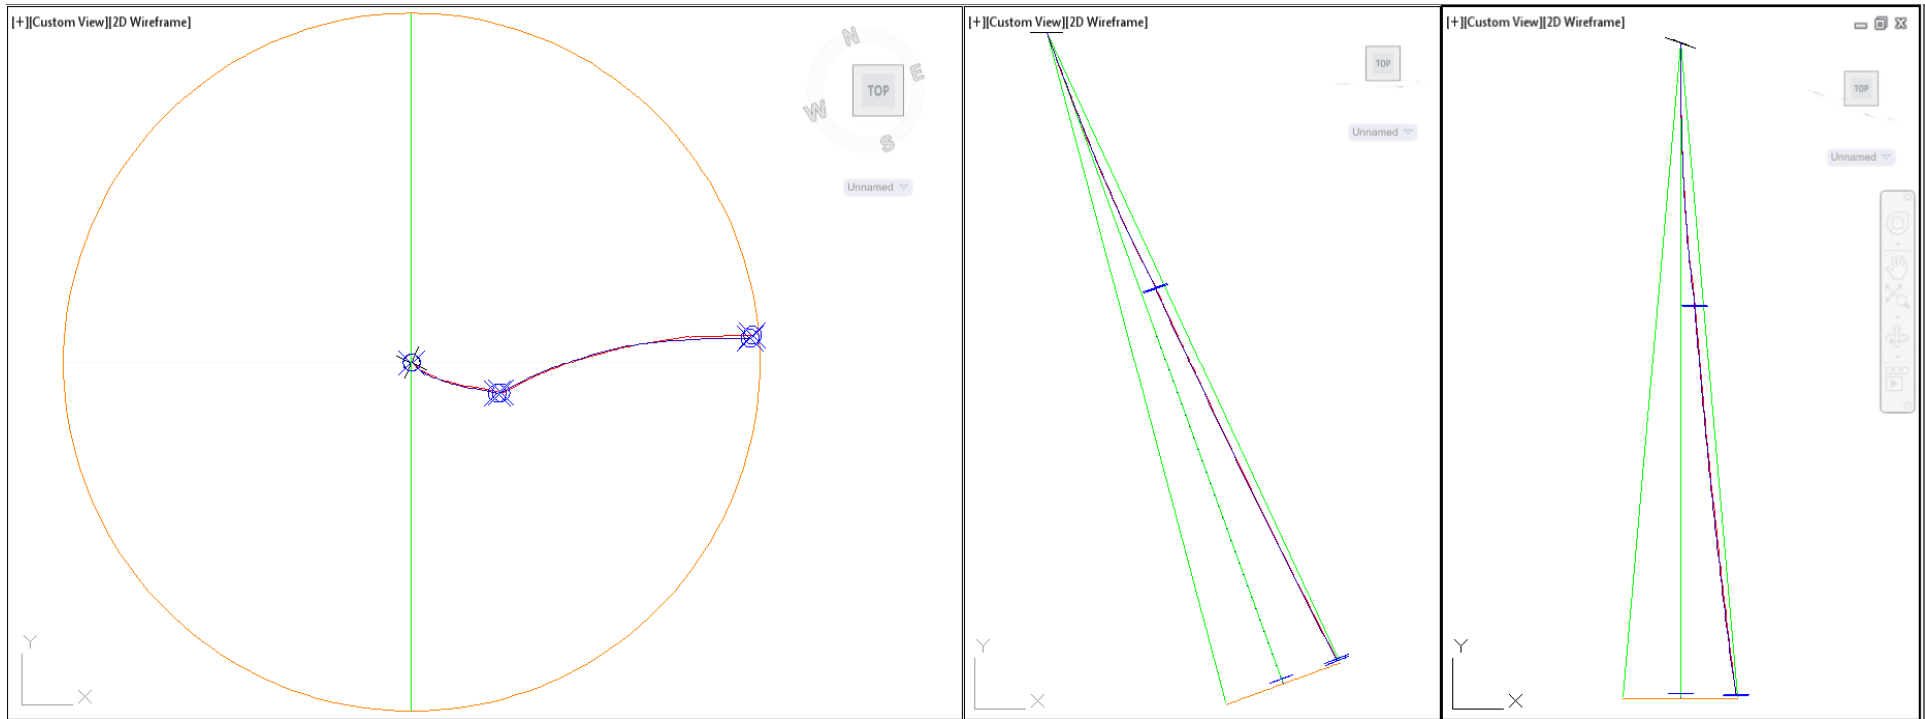 [+][Custom View][2D Wireframe]
N
E
TOP
W
S
Unnamed
Y
X
[+][Custom View][2D Wireframe]
TOP
Unnamed
Y
X
[+][Custom View][2D Wireframe]
TOP
Unnamed
Y
X